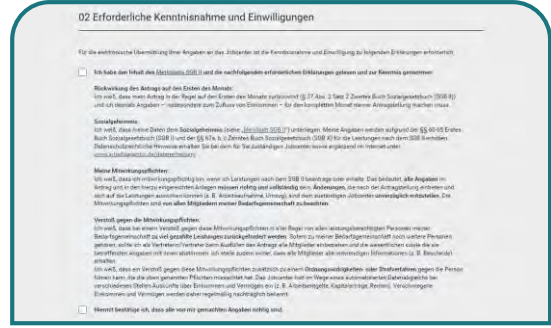 02 Erforderliche Kenntnisnahme und Einwilligungen
Für die elektronische Übermittlung Ihrer Angaben an das Jobcenter ist die Kenntnisnahme und Einwilligung zu folgenden Erklärungen erforderlich.
Ich habe den Inhalt des Merkblatts SGB II und die nachfolgenden erforderlichen Erklärungen gelesen und zur Kenntnis genommen:
Rückwirkung des Antrags auf den Ersten des Monats:
Ich weiß, dass mein Antrag in der Regel auf den Ersten des Monats zurückwirkt (§ 37 Abs. 2 Satz 2 Zweites Buch Sozialgesetzbuch (SGB II))
und ich deshalb Angaben – insbesondere zum Zufluss von Einkommen – für den kompletten Monat meiner Antragstellung machen muss.
Sozialgeheimnis:
Ich weiß, dass meine Daten dem Sozialgeheimnis (siehe „Merkblatt SGB II“) unterliegen. Meine Angaben werden aufgrund der §§ 60-65 Erstes
Buch Sozialgesetzbuch (SGB I) und der §§ 67a, b, c Zehntes Buch Sozialgesetzbuch (SGB X) für die Leistungen nach dem SGB II erhoben.
Datenschutzrechtliche Hinweise erhalten Sie bei dem für Sie zuständigen Jobcenter sowie ergänzend im Internet unter
www.arbeitsagentur.de/datenerhebung
Meine Mitwirkungspflichten:
Ich weiß, dass ich mitwirkungspflichtig bin, wenn ich Leistungen nach dem SGB II beantrage oder erhalte. Das bedeutet, alle Angaben im
Antrag und in den hierzu eingereichten Anlagen müssen richtig und vollständig sein. Änderungen, die nach der Antragstellung eintreten und
sich auf die Leistungen auswirken können (z. B. Arbeitsaufnahme, Umzug), sind dem zuständigen Jobcenter unverzüglich mitzuteilen. Die
Mitwirkungspflichten sind von allen Mitgliedern meiner Bedarfsgemeinschaft zu beachten.
Verstoß gegen die Mitwirkungspflichten:
Ich weiß, dass bei einem Verstoß gegen diese Mitwirkungspflichten in aller Regel von allen leistungsberechtigten Personen meiner
Bedarfsgemeinschaft zu viel gezahlte Leistungen zurückgefordert werden. Sofern zu meiner Bedarfsgemeinschaft noch weitere Personen
gehören, sollte ich als Vertreterin/Vertreter beim Ausfüllen des Antrags alle Mitglieder einbeziehen und die wesentlichen sowie die sie
betreffenden Angaben mit ihnen abstimmen. Ich stelle zudem sicher, dass alle Mitglieder alle notwendigen Informationen (z. B. Bescheide)
erhalten.
Ich weiß, dass ein Verstoß gegen diese Mitwirkungspflichten zusätzlich zu einem Ordnungswidrigkeiten- oder Strafverfahren gegen die Person
führen kann, die die oben genannten Pflichten missachtet hat. Das Jobcenter holt im Wege eines automatisierten Datenabgleichs bei
verschiedenen Stellen Auskünfte über Einkommen und Vermögen ein (z. B. Arbeitsentgelte, Kapitalerträge, Renten). Verschwiegene
Einkommen und Vermögen werden daher regelmäßig nachträglich bekannt.
Hiermit bestätige ich, dass alle von mir gemachten Angaben richtig sind.